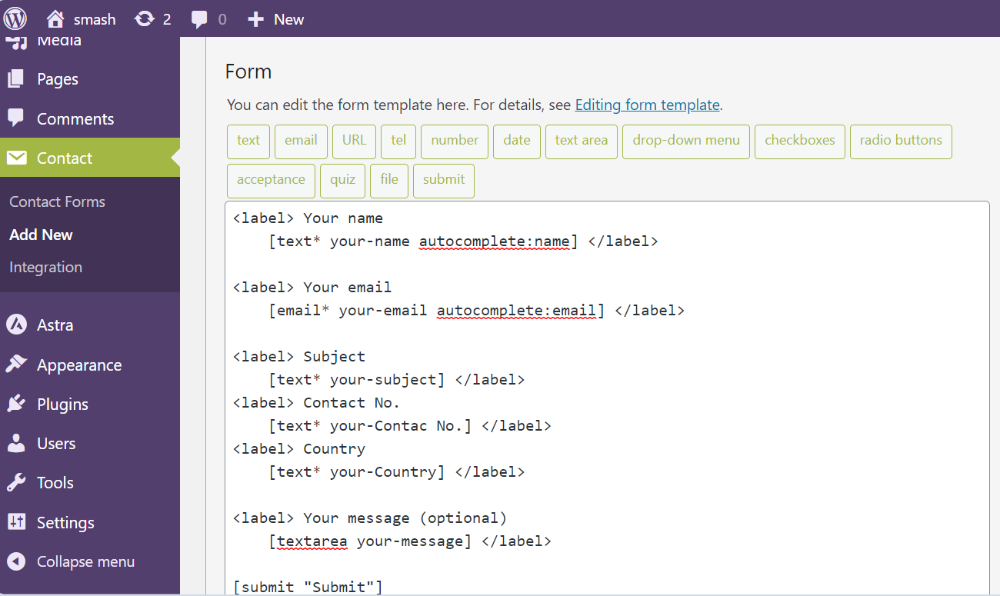 smash 2 0 New
Media
Pages
Comments
Contact
Contact Forms
Add New
Integration
Astra
Appearance
Plugins
Users
Tools
Settings
Collapse menu
Form
You can edit the form template here. For details, see Editing form template.
text email URL tel number date text area drop-down menu checkboxes radio buttons
acceptance quiz file submit
<label> Your name
[text* your-name autocomplete:name] </label>
<label> Your email
[email* your-email autocomplete:email] </label>
<label> Subject
[text* your-subject] </label>
<label> Contact No.
[text* your-Contac No.] </label>
<label> Country
[text* your-Country] </label>
<label> Your message (optional)
[textarea your-message] </label>
[submit "Submit"]